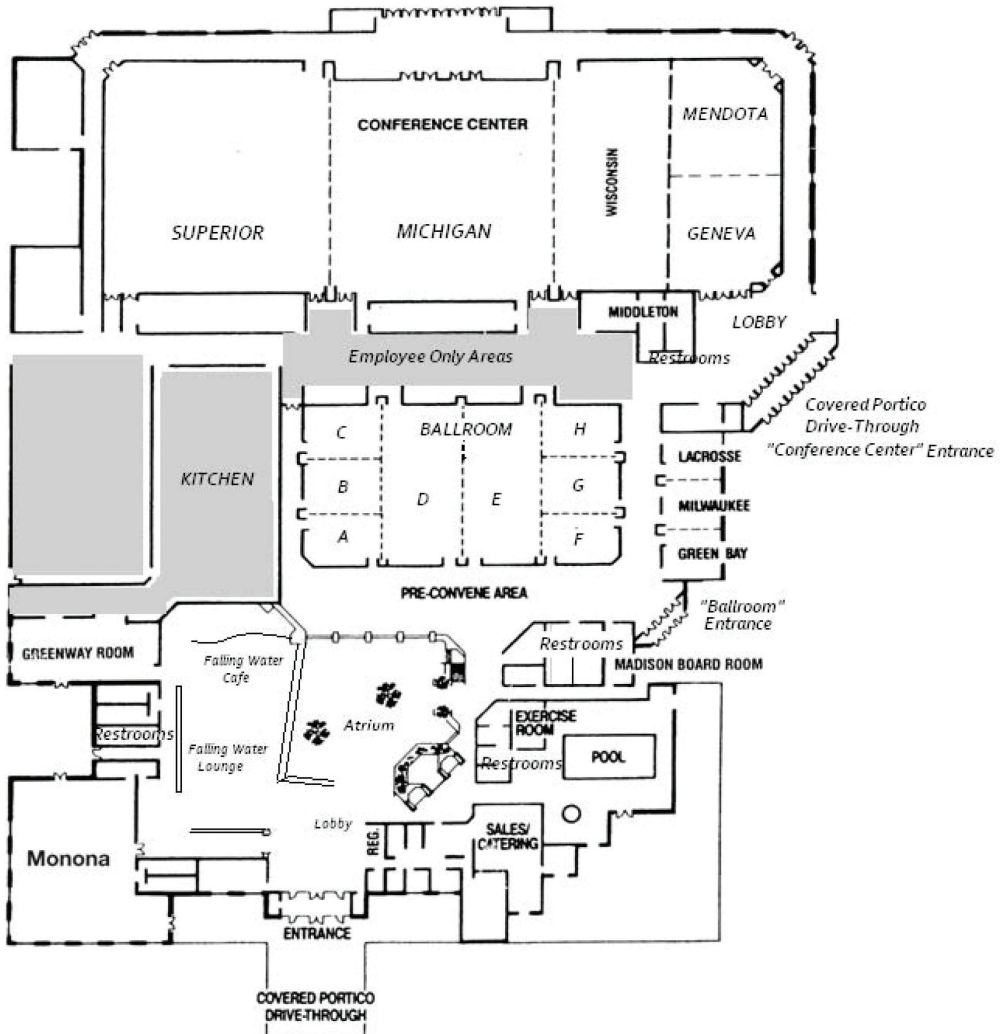 MENDOTA
CONFERENCE CENTER
WISCONSIN
SUPERIOR
MICHIGAN
GENEVA
MIDDLETON
LOBBY
Employee Only Areas
Restrooms
Covered Portico
Drive-Through
"Conference Center" Entrance
C
BALLROOM
H
LACROSSE
KITCHEN
B
D
E
G
MILWAUKEE
A
F
GREEN BAY
PRE-CONVENE AREA
"Ballroom"
Entrance
GREENWAY ROOM
Falling Water
Cafe
Restrooms
MADISON BOARD ROOM
Restrooms
Atrium
EXERCISE
ROOM
Falling Water
Lounge
Restrooms
POOL
Lobby
REG.
SALES/
CATERING
Monona
ENTRANCE
COVERED PORTICO
DRIVE-THROUGH